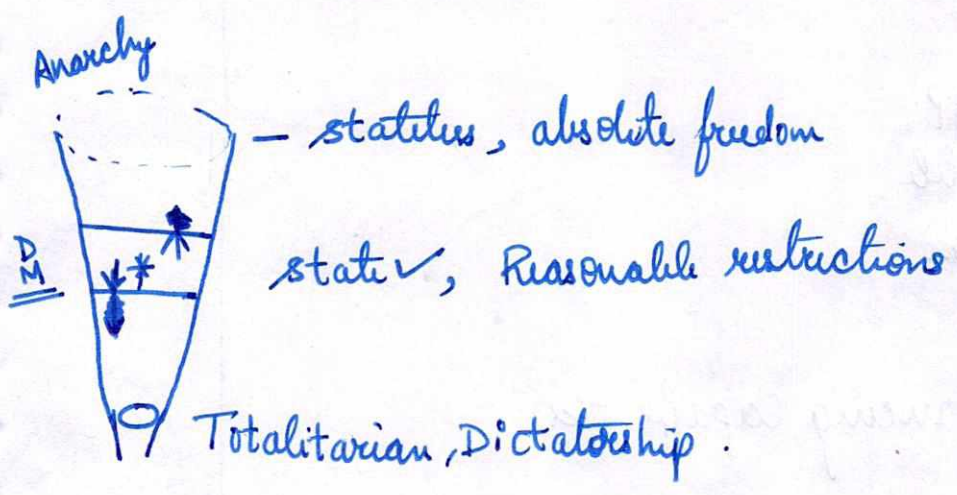 Anarchy
– stateless, absolute freedom
DM
state ✓, Reasonable restrictions
Totalitarian, Dictatorship.